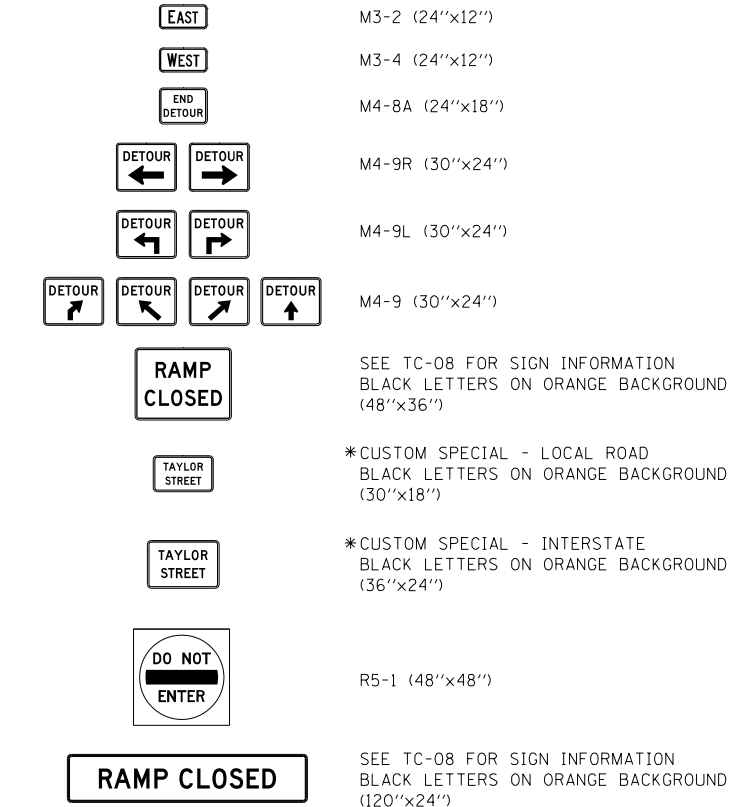 EAST M3-2 (24''x12'')
WEST M3-4 (24''x12'')
END
DETOUR M4-8A (24''x18'')
DETOUR DETOUR M4-9R (30''x24'')
DETOUR DETOUR M4-9L (30''x24'')
DETOUR DETOUR DETOUR DETOUR M4-9 (30''x24'')
RAMP
CLOSED
SEE TC-08 FOR SIGN INFORMATION
BLACK LETTERS ON ORANGE BACKGROUND
(48''x36'')
TAYLOR
STREET
*CUSTOM SPECIAL - LOCAL ROAD
BLACK LETTERS ON ORANGE BACKGROUND
(30''x18'')
TAYLOR
STREET
*CUSTOM SPECIAL - INTERSTATE
BLACK LETTERS ON ORANGE BACKGROUND
(36''x24'')
DO NOT
ENTER
R5-1 (48''x48'')
RAMP CLOSED
SEE TC-08 FOR SIGN INFORMATION
BLACK LETTERS ON ORANGE BACKGROUND
(120''x24'')